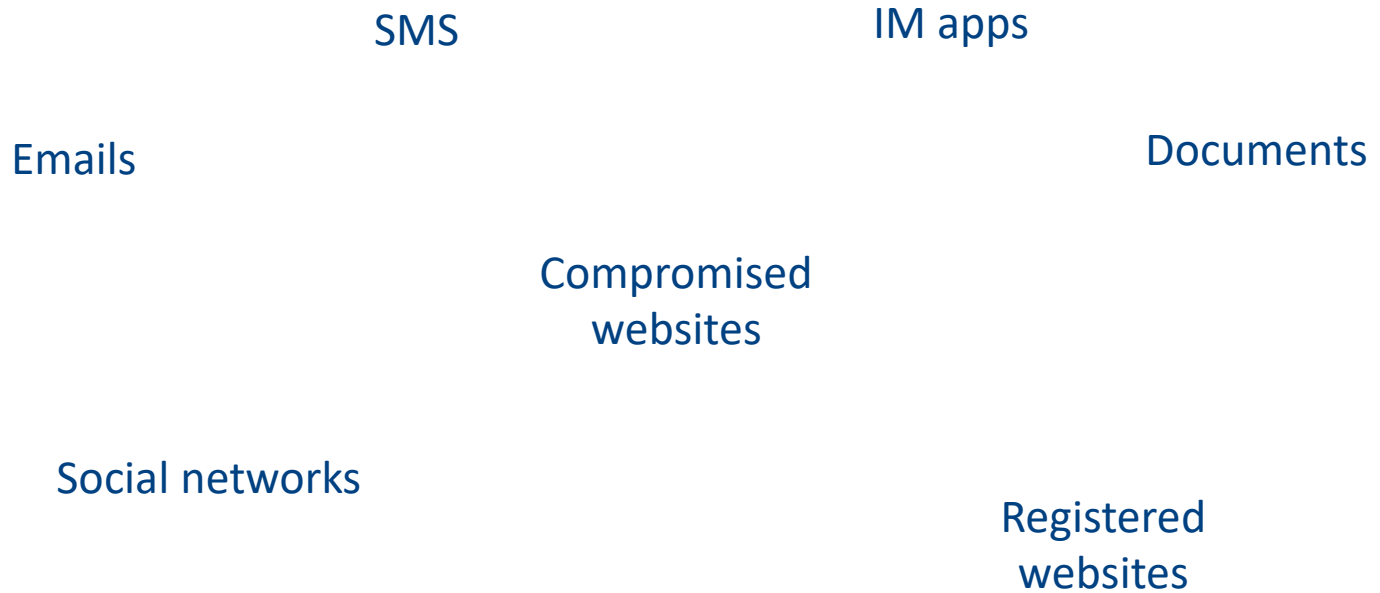 SMS
IM apps
Emails
Documents
Compromised
websites
Social networks
Registered
websites